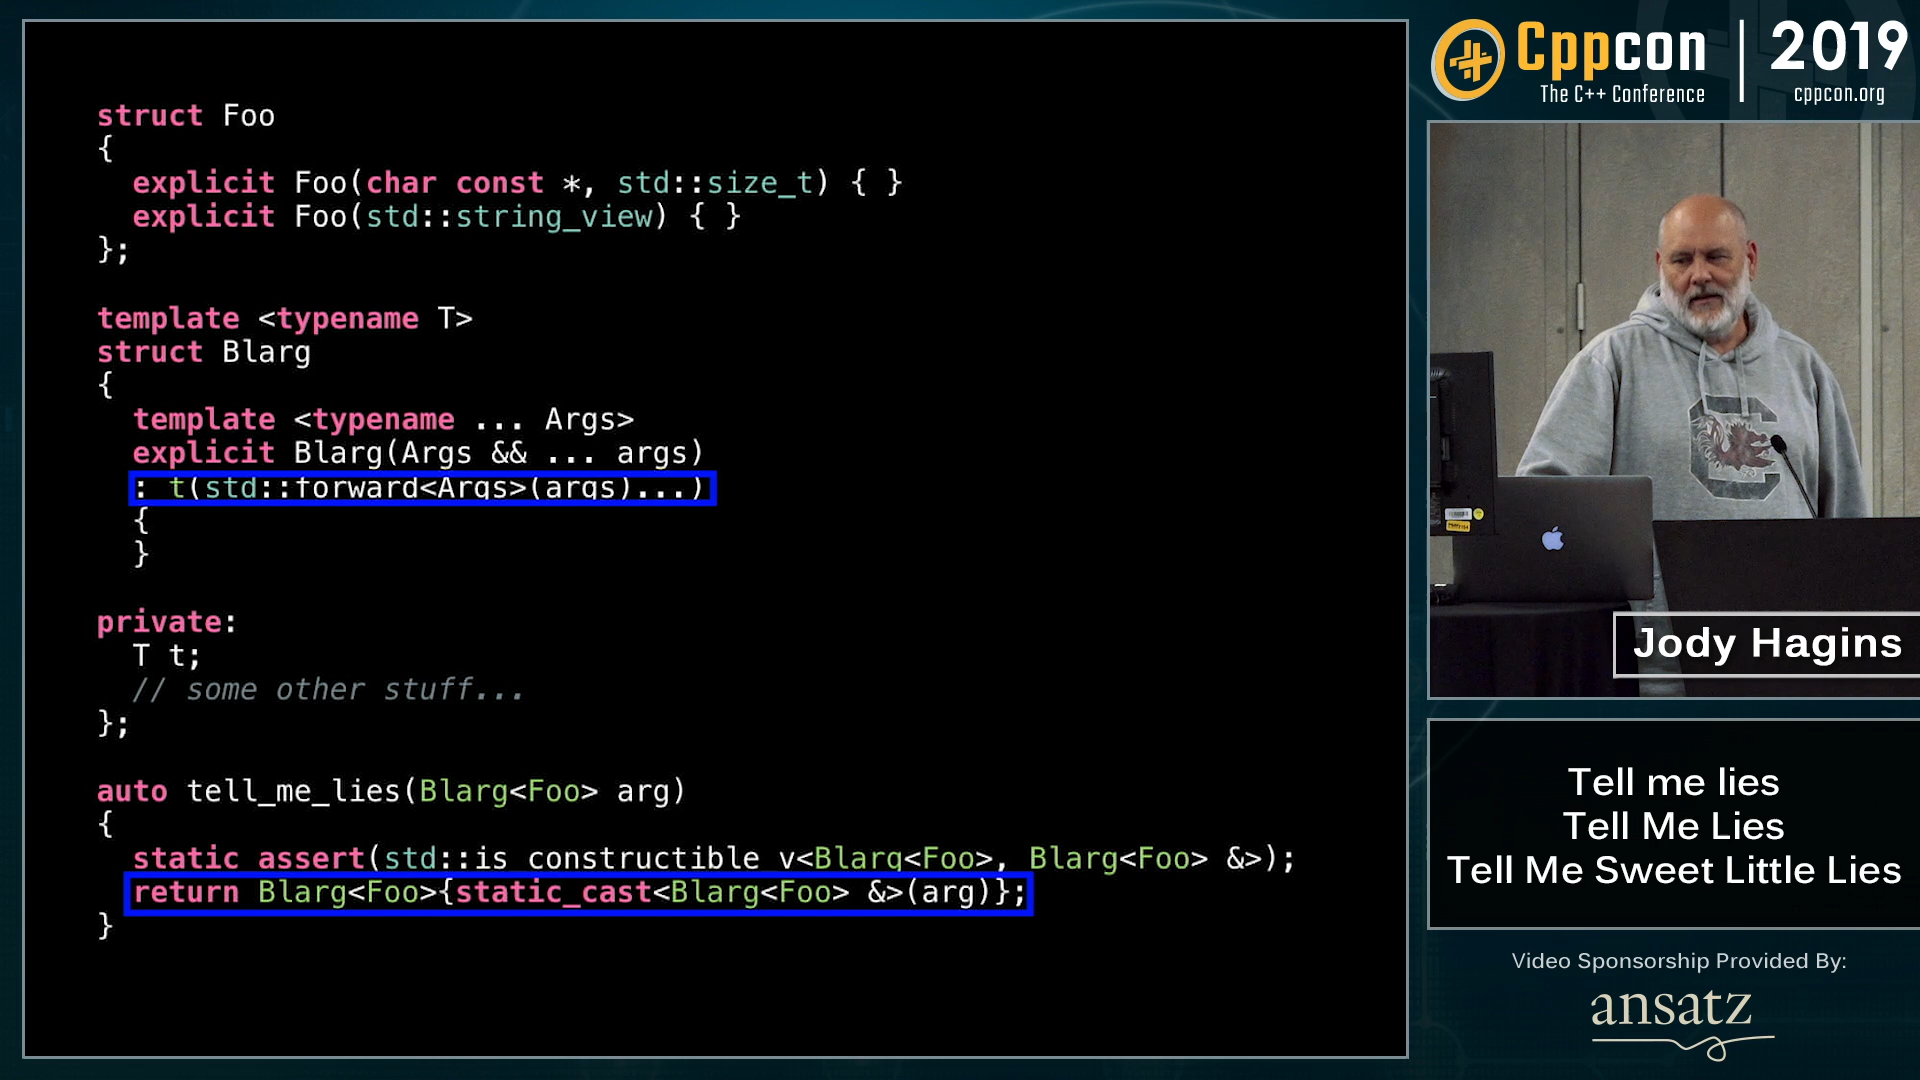 struct Foo
{
explicit Foo(char const *, std::size_t) { }
explicit Foo(std::string_view) { }
};
template <typename T>
struct Blarg
{
template <typename ... Args>
explicit Blarg(Args && ... args)
: t(std::forward<Args>(args)...)
{
}
private:
T t;
// some other stuff...
};
auto tell_me_lies(Blarg<Foo> arg)
{
static_assert(std::is_constructible_v<Blarg<Foo>, Blarg<Foo> &>);
return Blarg<Foo>{static_cast<Blarg<Foo> &>(arg)};
}
Cppcon | 2019
The C++ Conference
cppcon.org
Jody Hagins
Tell me lies
Tell Me Lies
Tell Me Sweet Little Lies
Video Sponsorship Provided By:
ansatz